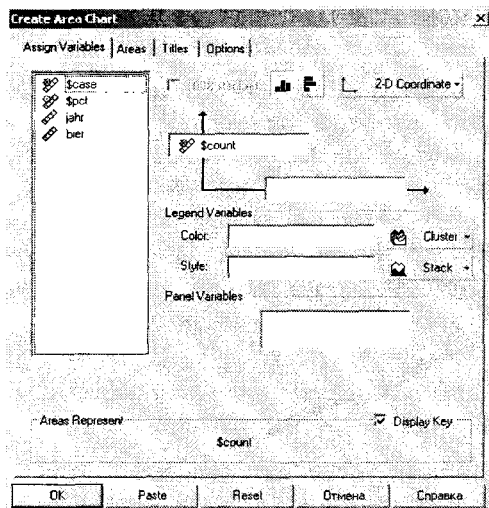 Create Area Chart
Assign Variables Areas Titles Options
$case
$pct
jahr
bier
2-D Coordinate
$count
Legend Variables
Color: Cluster
Style: Stack
Panel Variables
Areas Represent Display Key
$count
OK Paste Reset Отмена Справка